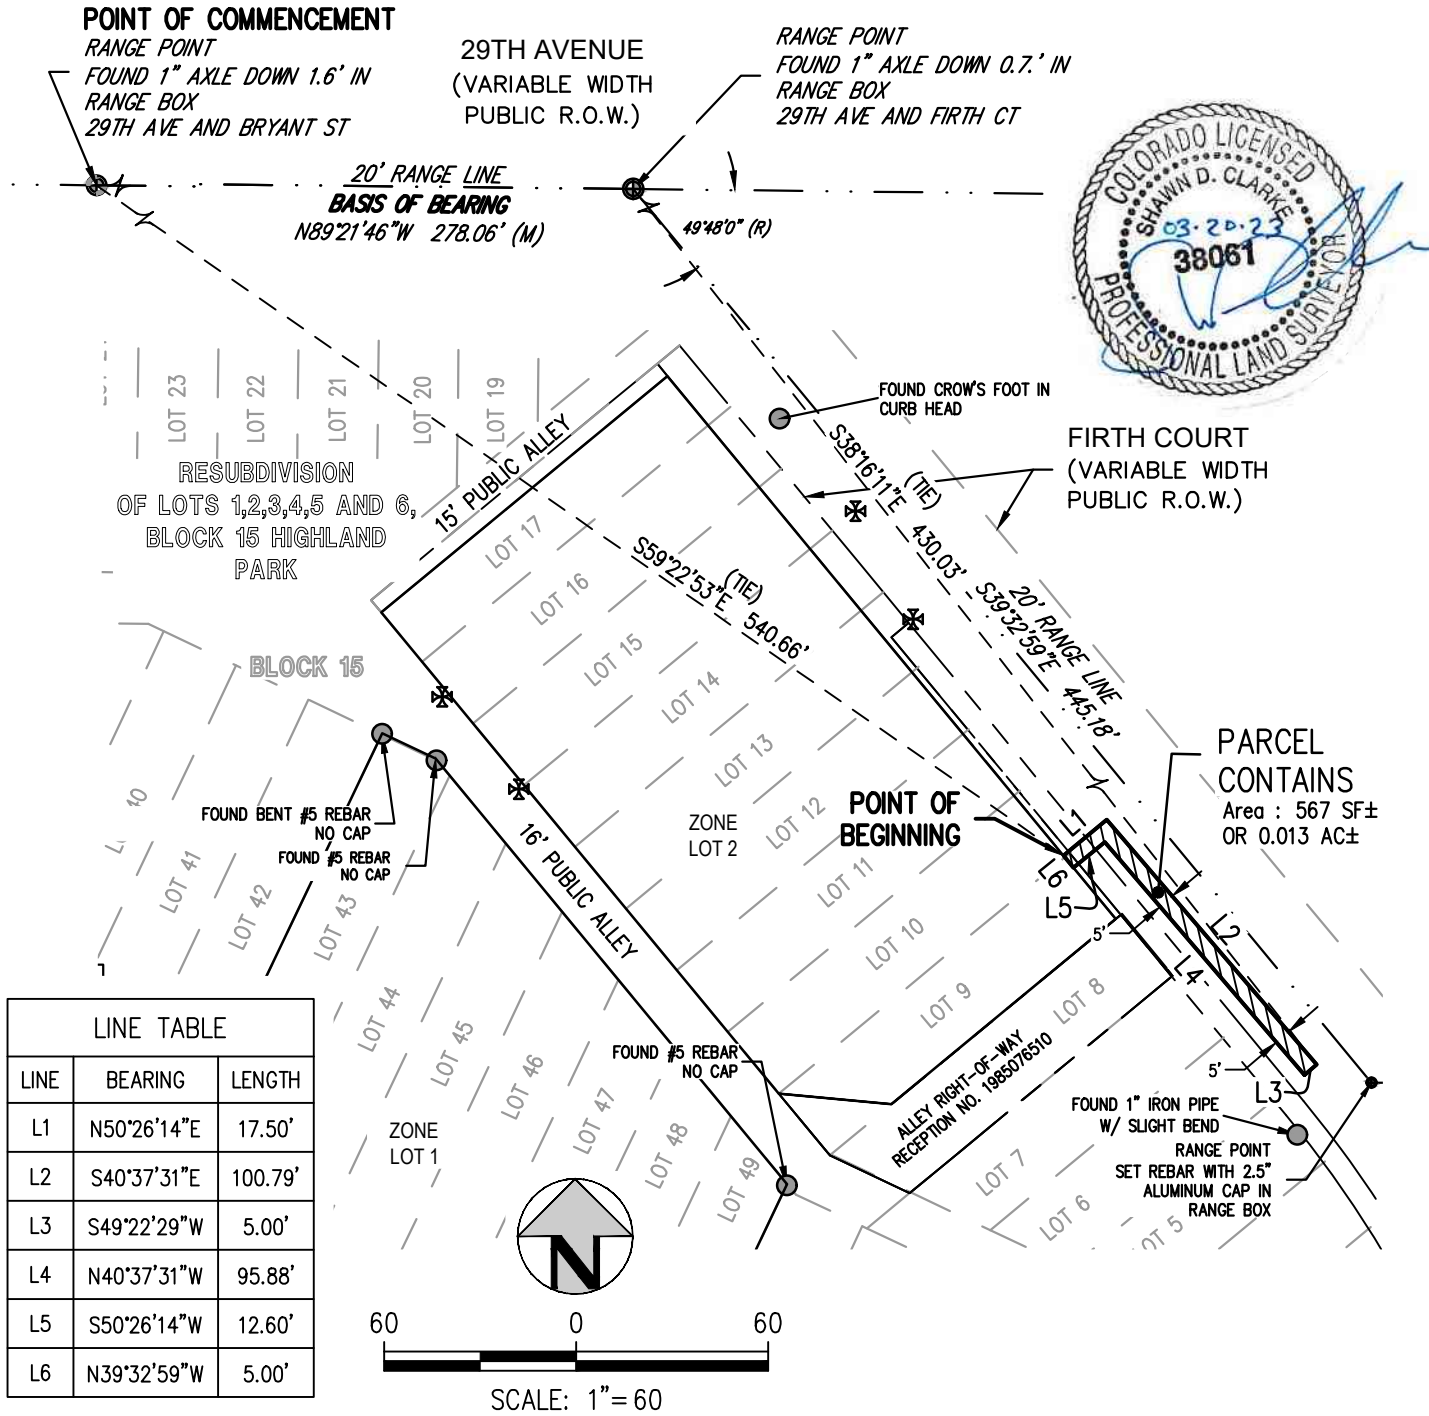 POINT OF COMMENCEMENT
RANGE POINT
FOUND 1" AXLE DOWN 1.6' IN
RANGE BOX
29TH AVE AND BRYANT ST
29TH AVENUE
(VARIABLE WIDTH
PUBLIC R.O.W.)
RANGE POINT
FOUND 1" AXLE DOWN 0.7.' IN
RANGE BOX
29TH AVE AND FIRTH CT
20' RANGE LINE
BASIS OF BEARING
N89°21'46"W 278.06' (M)
49°48'0" (R)
COLORADO LICENSED
SHAWN D. CLARKE
03-20-23
38061
PROFESSIONAL LAND SURVEYOR
FOUND CROW'S FOOT IN
CURB HEAD
FIRTH COURT
(VARIABLE WIDTH
PUBLIC R.O.W.)
LOT 23
LOT 22
LOT 21
LOT 20
LOT 19
RESUBDIVISION
OF LOTS 1,2,3,4,5 AND 6,
BLOCK 15 HIGHLAND
PARK
15' PUBLIC ALLEY
S38°16'11"E 430.03'
(TIE)
S59°22'53"E 540.66'
(TIE)
20' RANGE LINE
S39°32'59"E 445.18'
LOT 17
LOT 16
LOT 15
LOT 14
LOT 13
LOT 12
LOT 11
LOT 10
LOT 9
LOT 8
LOT 7
LOT 6
OT 5
BLOCK 15
FOUND BENT #5 REBAR
NO CAP
FOUND #5 REBAR
NO CAP
16' PUBLIC ALLEY
ZONE
LOT 2
POINT OF
BEGINNING
PARCEL
CONTAINS
Area : 567 SF±
OR 0.013 AC±
L1
L6
L5
5'
L2
L4
5'
L3
40
LOT 41
LOT 42
LOT 43
LOT 44
LOT 45
LOT 46
LOT 47
LOT 48
LOT 49
FOUND #5 REBAR
NO CAP
ALLEY RIGHT-OF-WAY
RECEPTION NO. 1985076510
FOUND 1" IRON PIPE
W/ SLIGHT BEND
RANGE POINT
SET REBAR WITH 2.5"
ALUMINUM CAP IN
RANGE BOX
ZONE
LOT 1
LINE TABLE
LINE BEARING LENGTH
L1 N50°26'14"E 17.50'
L2 S40°37'31"E 100.79'
L3 S49°22'29"W 5.00'
L4 N40°37'31"W 95.88'
L5 S50°26'14"W 12.60'
L6 N39°32'59"W 5.00'
N
60 0 60
SCALE: 1"=60